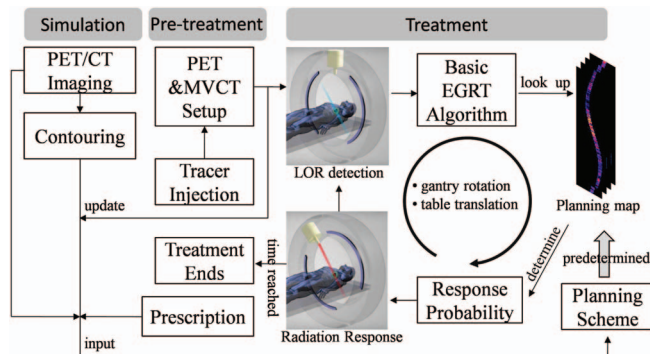 Simulation
Pre-treatment
Treatment
PET/CT
Imaging
Contouring
PET
&MVCT
Setup
Tracer
Injection
LOR detection
Basic
EGRT
Algorithm
look up
Planning map
• gantry rotation
• table translation
update
Treatment
Ends
time reached
Radiation Response
Response
Probability
determine
predetermined
Planning
Scheme
Prescription
input